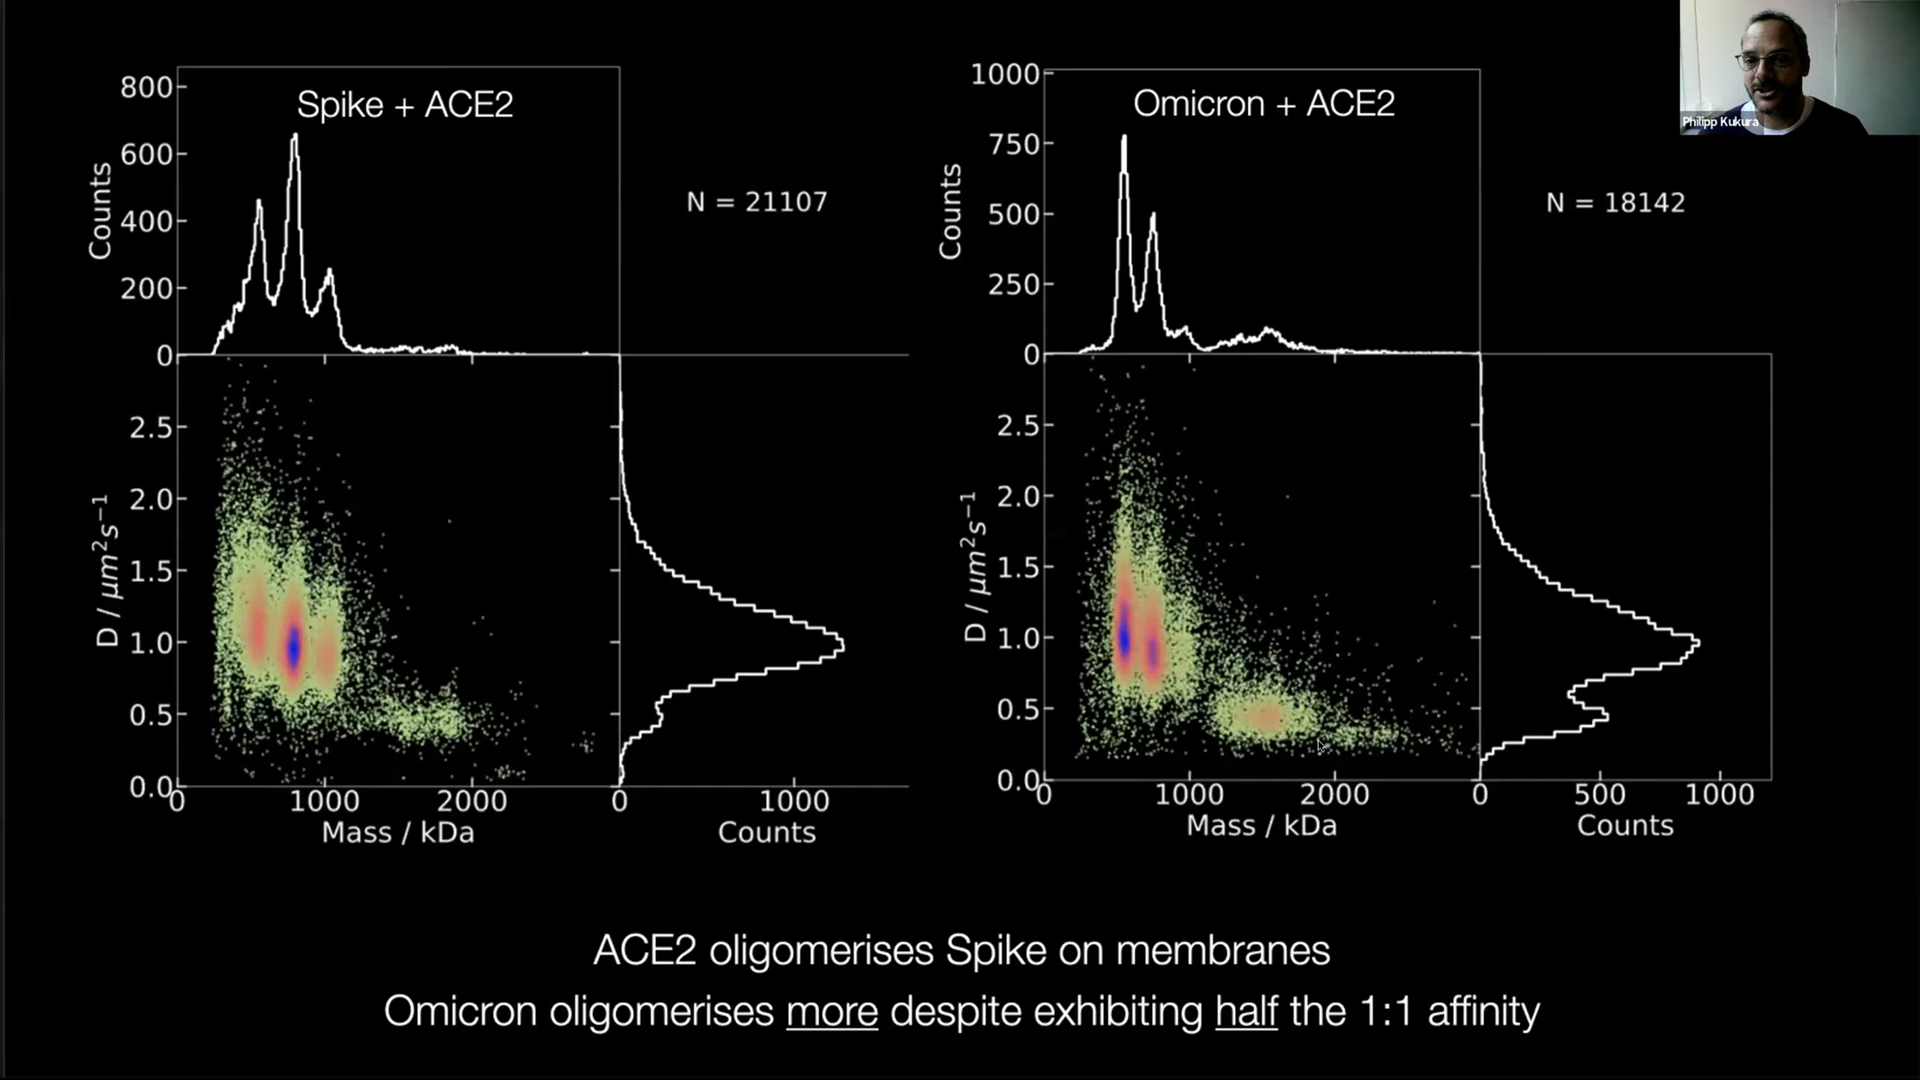 Spike + ACE2
N = 21107
Counts
800
600
400
200
0
D / μm²s⁻¹
2.5
2.0
1.5
1.0
0.5
0.0
0
1000
2000
Mass / kDa
0
1000
Counts
Omicron + ACE2
N = 18142
Counts
1000
750
500
250
0
D / μm²s⁻¹
2.5
2.0
1.5
1.0
0.5
0.0
0
1000
2000
Mass / kDa
0
500
1000
Counts
Philipp Kukura
ACE2 oligomerises Spike on membranes
Omicron oligomerises more despite exhibiting half the 1:1 affinity